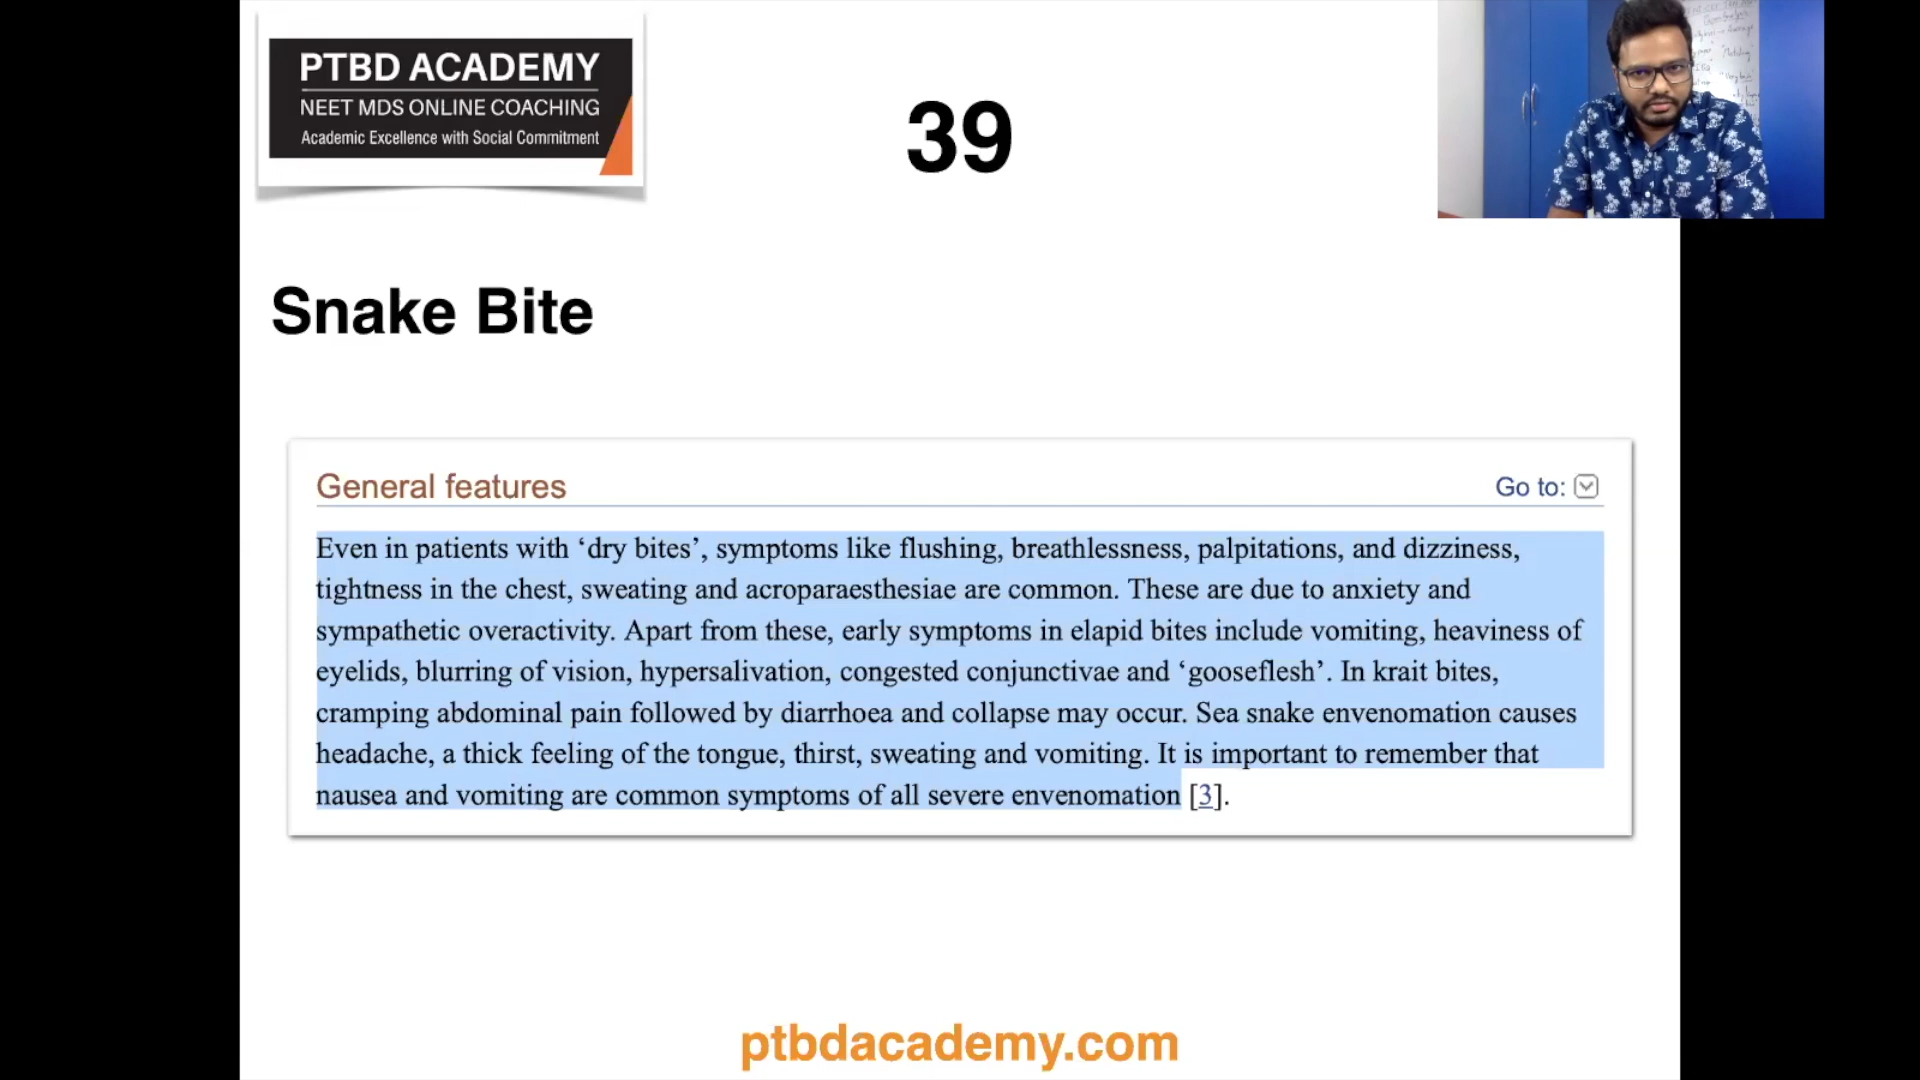 PTBD ACADEMY
NEET MDS ONLINE COACHING
Academic Excellence with Social Commitment
39
Snake Bite
General features
Go to:
Even in patients with ‘dry bites’, symptoms like flushing, breathlessness, palpitations, and dizziness,
tightness in the chest, sweating and acroparaesthesiae are common. These are due to anxiety and
sympathetic overactivity. Apart from these, early symptoms in elapid bites include vomiting, heaviness of
eyelids, blurring of vision, hypersalivation, congested conjunctivae and ‘gooseflesh’. In krait bites,
cramping abdominal pain followed by diarrhoea and collapse may occur. Sea snake envenomation causes
headache, a thick feeling of the tongue, thirst, sweating and vomiting. It is important to remember that
nausea and vomiting are common symptoms of all severe envenomation [3].
ptbdacademy.com